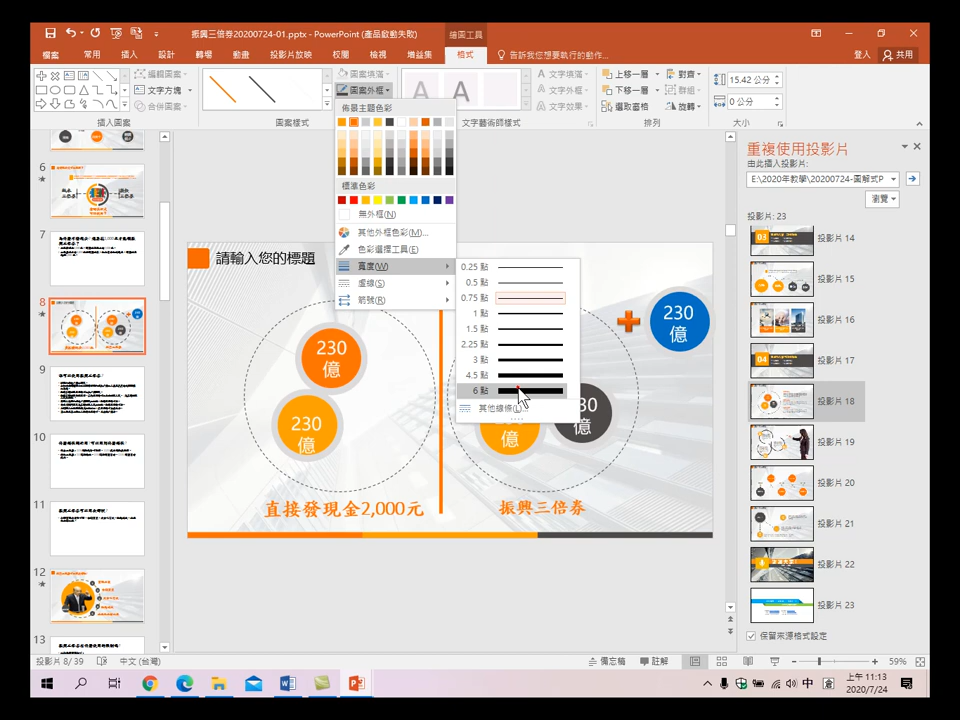 振興三倍券20200724-01.pptx - PowerPoint (產品啟動失敗)
繪圖工具
檔案
常用
插入
設計
轉場
動畫
投影片放映
校閱
檢視
增益集
格式
告訴我您想要執行的動作...
登入
共用
編輯圖案
文字方塊
合併圖案
插入圖案
圖案填滿
圖案外框
圖案樣式
文字填滿
文字外框
文字效果
文字藝術師樣式
上移一層
下移一層
選取窗格
對齊
群組
旋轉
排列
15.42 公分
0 公分
大小
佈景主題色彩
標準色彩
無外框(N)
其他外框色彩(M)...
色彩選擇工具(E)
寬度(W)
虛線(S)
箭號(R)
0.25 點
0.5 點
0.75 點
1 點
1.5 點
2.25 點
3 點
4.5 點
6 點
其他線條(L)...
6
7
8
9
10
11
12
13
請輸入您的標題
230
億
230
億
億
億
230
億
直接發現金2,000元
振興三倍券
重複使用投影片
由此插入投影片:
E:\2020年教學\20200724-圖解式P
瀏覽
投影片: 23
03
投影片 14
投影片 15
投影片 16
04
投影片 17
投影片 18
投影片 19
投影片 20
投影片 21
投影片 22
投影片 23
保留來源格式設定
投影片 8/39
中文 (台灣)
備忘稿
註解
59%
中
上午 11:13
2020/7/24